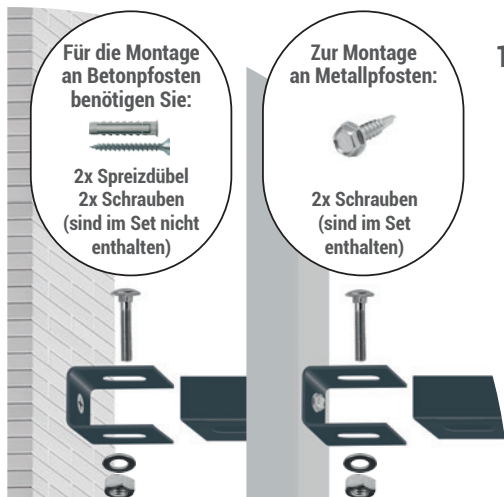 Für die Montage
an Betonpfosten
benötigen Sie:
2x Spreizdübel
2x Schrauben
(sind im Set nicht
enthalten)
Zur Montage
an Metallpfosten:
2x Schrauben
(sind im Set
enthalten)
1